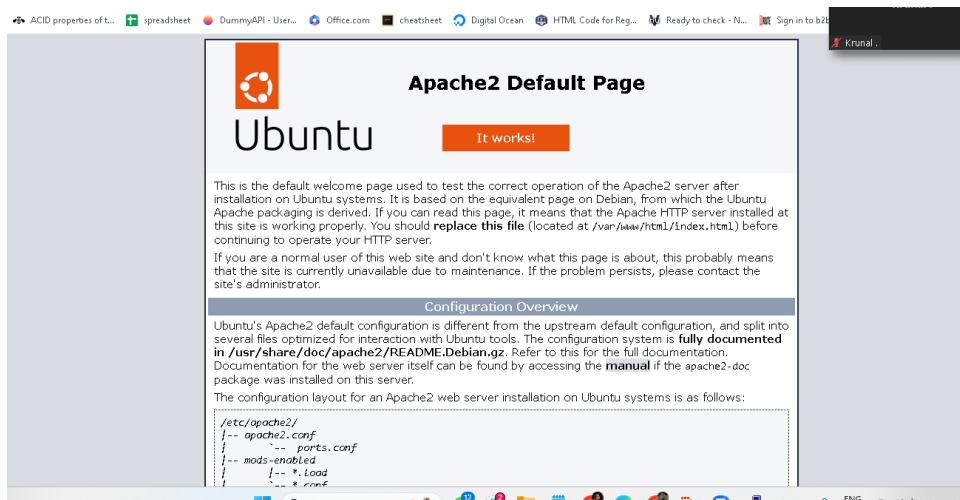 ACID properties of t... spreadsheet DummyAPI - User... Office.com cheatsheet Digital Ocean HTML Code for Reg... Ready to check - N... Sign in to b2b
Krunal .
Apache2 Default Page
Ubuntu
It works!
This is the default welcome page used to test the correct operation of the Apache2 server after
installation on Ubuntu systems. It is based on the equivalent page on Debian, from which the Ubuntu
Apache packaging is derived. If you can read this page, it means that the Apache HTTP server installed at
this site is working properly. You should replace this file (located at /var/www/html/index.html) before
continuing to operate your HTTP server.
If you are a normal user of this web site and don't know what this page is about, this probably means
that the site is currently unavailable due to maintenance. If the problem persists, please contact the
site's administrator.
Configuration Overview
Ubuntu's Apache2 default configuration is different from the upstream default configuration, and split into
several files optimized for interaction with Ubuntu tools. The configuration system is fully documented
in /usr/share/doc/apache2/README.Debian.gz. Refer to this for the full documentation.
Documentation for the web server itself can be found by accessing the manual if the apache2-doc
package was installed on this server.
The configuration layout for an Apache2 web server installation on Ubuntu systems is as follows:
/etc/apache2/
|-- apache2.conf
|       `--  ports.conf
|-- mods-enabled
|       |-- *.load
|       `-- *.conf
12
ENG